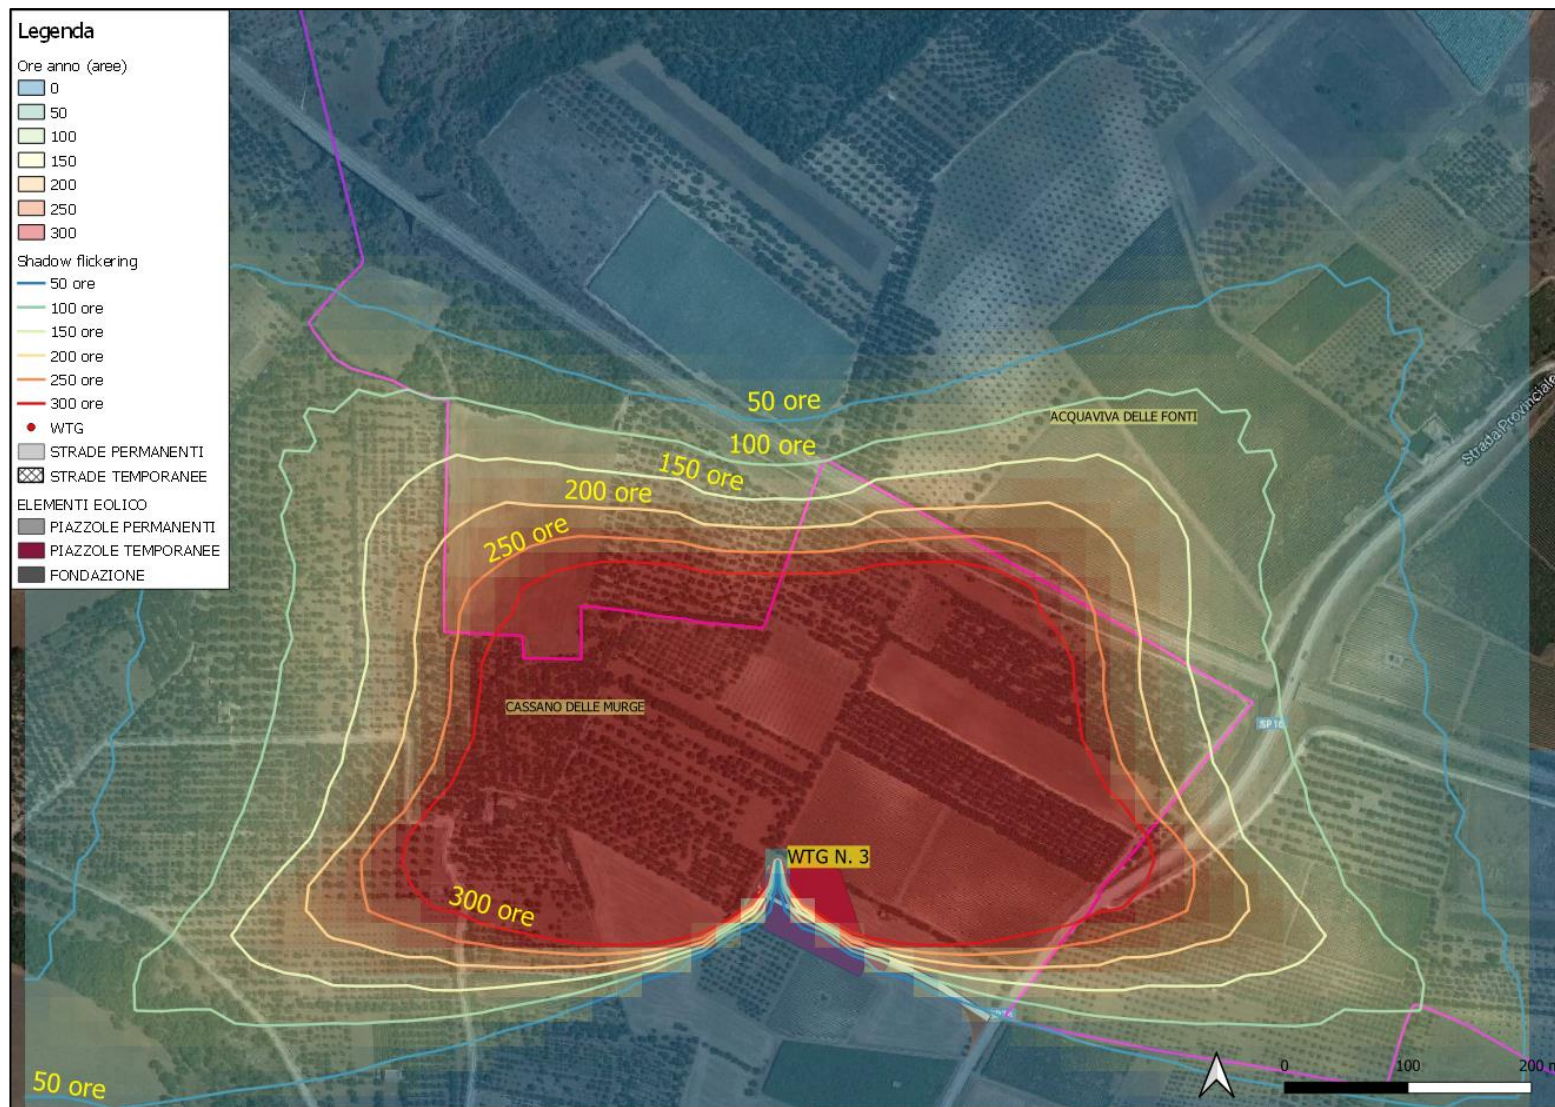 Legenda
Ore anno (aree)
0
50
100
150
200
250
300
Shadow flickering
50 ore
100 ore
150 ore
200 ore
250 ore
300 ore
WTG
STRADE PERMANENTI
STRADE TEMPORANEE
ELEMENTI EOLICO
PIAZZOLE PERMANENTI
PIAZZOLE TEMPORANEE
FONDAZIONE
50 ore
ACQUAVIVA DELLE FONTI
100 ore
150 ore
200 ore
250 ore
Strada Provinciale
CASSANO DELLE MURGE
SP16
WTG N. 3
300 ore
50 ore
0
100
200 m